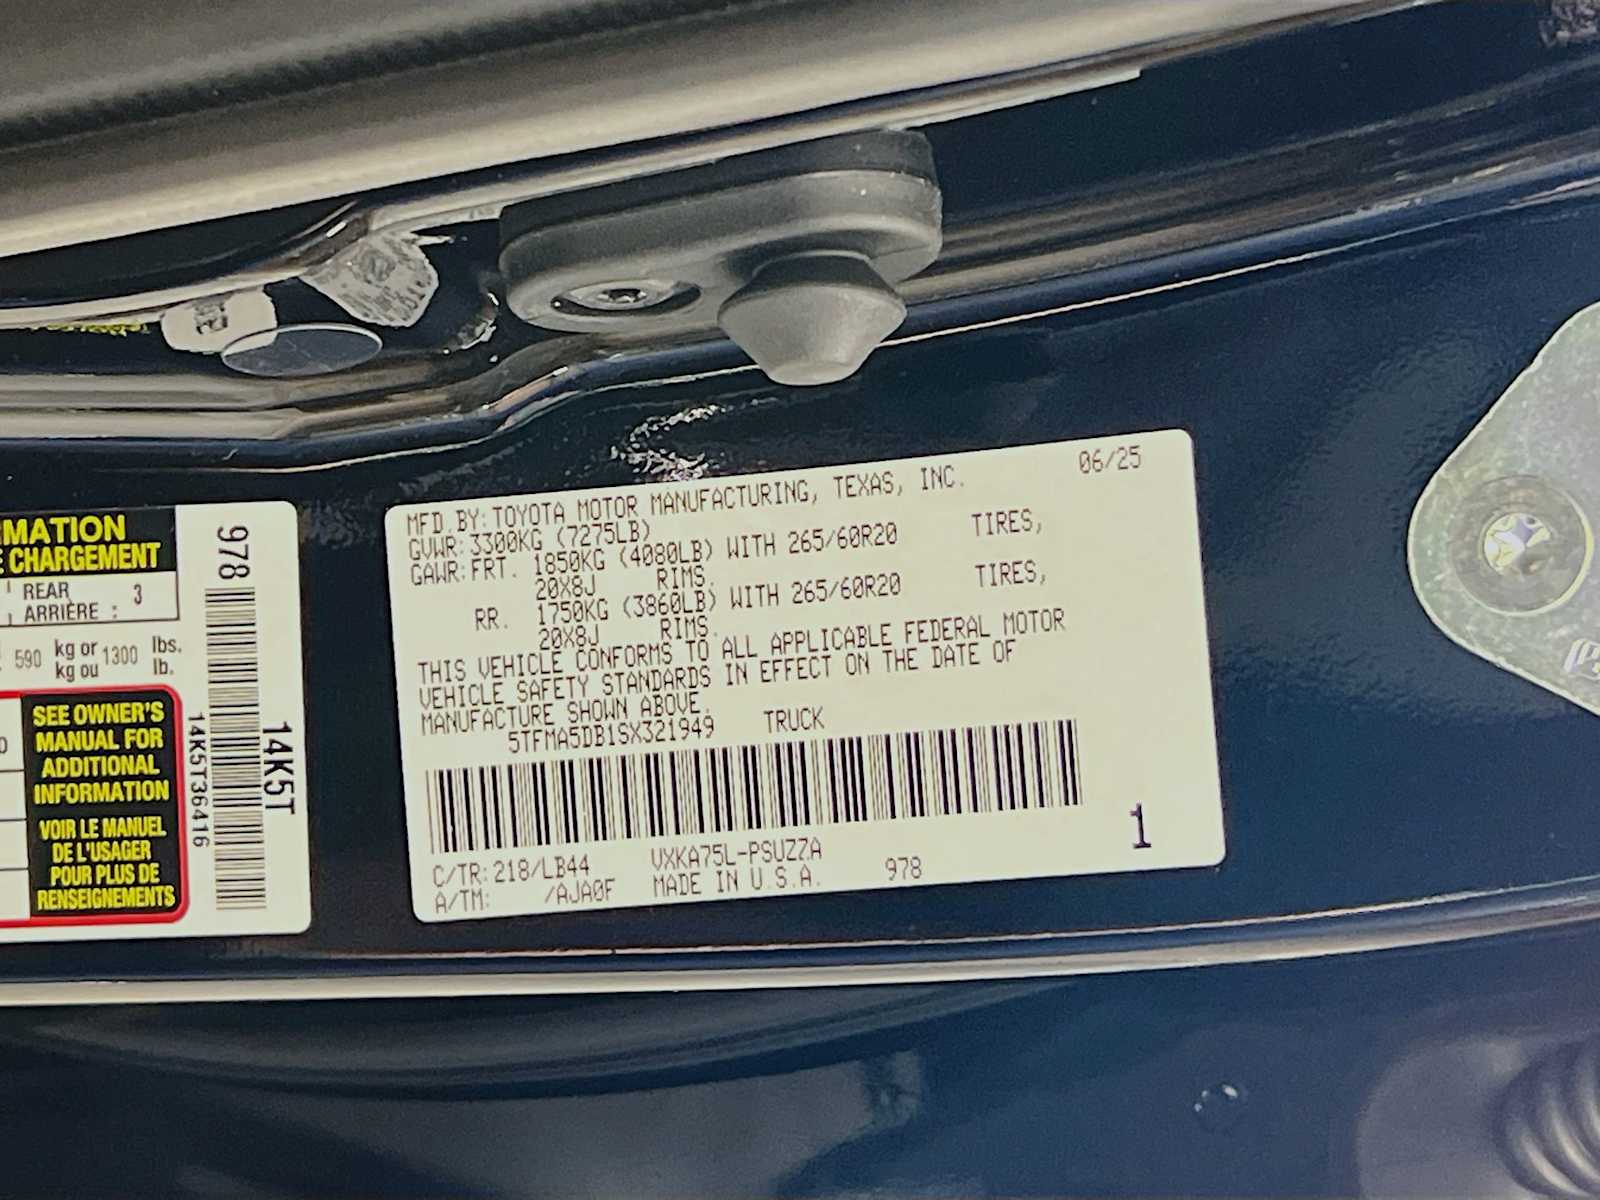 MATION
E CHARGEMENT
REAR
ARRIÈRE : 3
590 kg or 1300 lbs.
kg ou lb.
SEE OWNER'S
MANUAL FOR
ADDITIONAL
INFORMATION
VOIR LE MANUEL
DE L'USAGER
POUR PLUS DE
RENSEIGNEMENTS
978
14K5T36416
14K5T
06/25
MFD.BY:TOYOTA MOTOR MANUFACTURING, TEXAS, INC.
GVWR:3300KG (7275LB)
GAWR:FRT. 1850KG (4080LB) WITH 265/60R20 TIRES,
20X8J RIMS.
RR. 1750KG (3860LB) WITH 265/60R20 TIRES,
20X8J RIMS.
THIS VEHICLE CONFORMS TO ALL APPLICABLE FEDERAL MOTOR
VEHICLE SAFETY STANDARDS IN EFFECT ON THE DATE OF
MANUFACTURE SHOWN ABOVE.
5TFMA5DB1SX321949 TRUCK
1
C/TR:218/LB44 VXKA75L-PSUZZA
A/TM: /AJA0F MADE IN U.S.A. 978